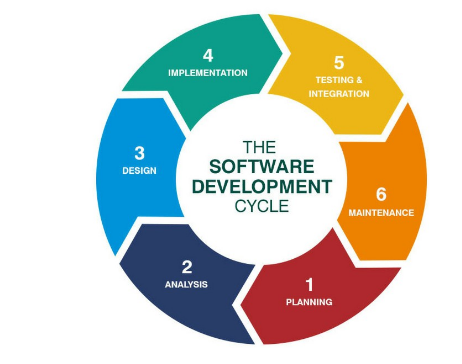 THE
SOFTWARE
DEVELOPMENT
CYCLE
1
PLANNING
2
ANALYSIS
3
DESIGN
4
IMPLEMENTATION
5
TESTING &
INTEGRATION
6
MAINTENANCE